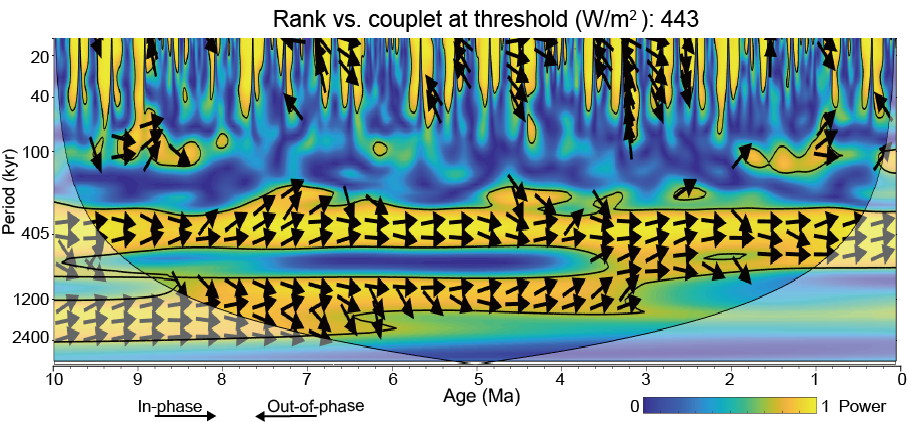 Rank vs. couplet at threshold (W/m²): 443
Period (kyr)
20
40
100
405
1200
2400
10 9 8 7 6 5 4 3 2 1 0
Age (Ma)
In-phase Out-of-phase
0 1 Power